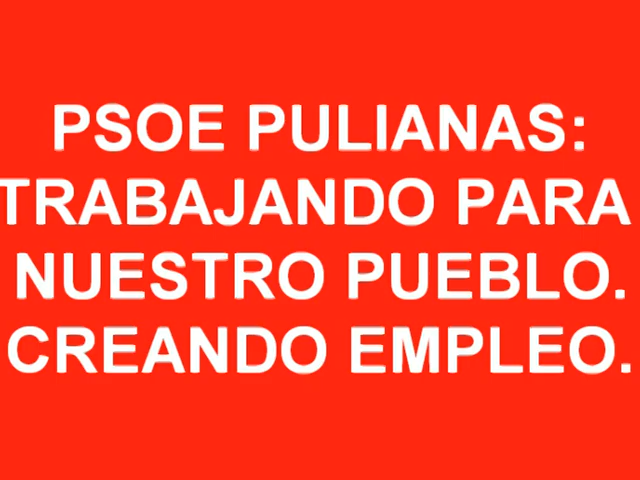 PSOE PULIANAS:
TRABAJANDO PARA
NUESTRO PUEBLO.
CREANDO EMPLEO.